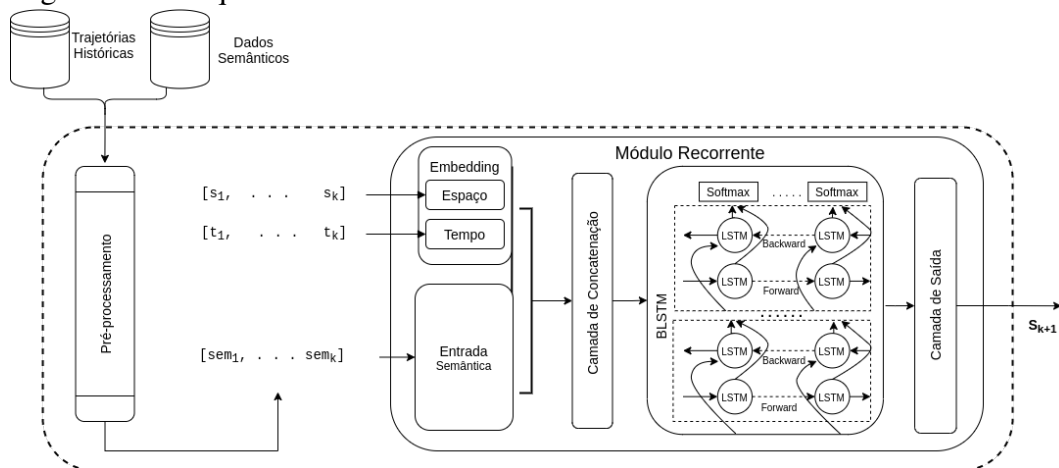 Trajetórias
Históricas
Dados
Semânticos
Módulo Recorrente
Pré-processamento
[s1, . . . sk]
[t1, . . . tk]
[sem1, . . . semk]
Embedding
Espaço
Tempo
Entrada
Semântica
Camada de Concatenação
BLSTM
Softmax . . . . . Softmax
LSTM Backward LSTM
LSTM Forward LSTM
. . . . . .
LSTM Backward LSTM
LSTM Forward LSTM
Camada de Saída
Sk+1